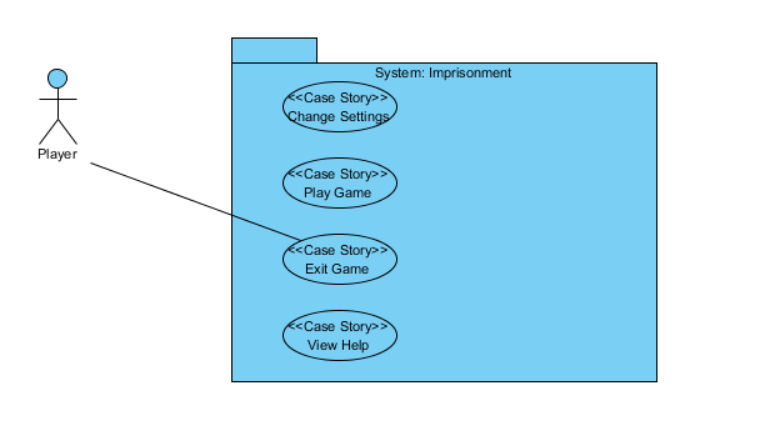 System: Imprisonment
<<Case Story>>
Change Settings
Player
<<Case Story>>
Play Game
<<Case Story>>
Exit Game
<<Case Story>>
View Help